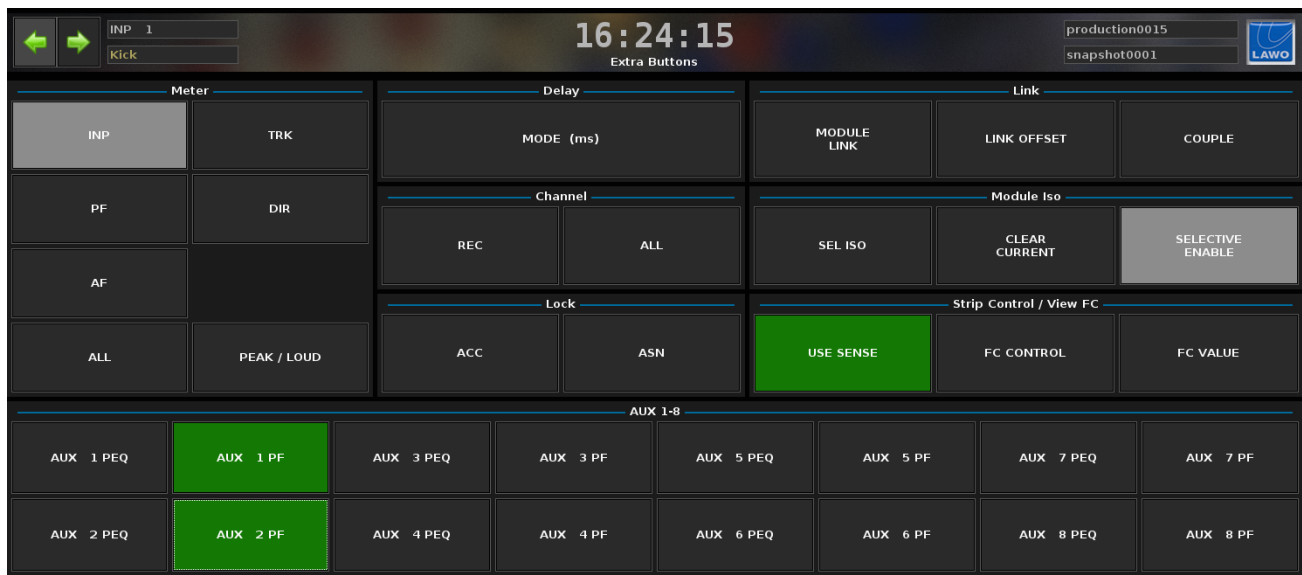 INP 1
Kick
16:24:15
Extra Buttons
production0015
snapshot0001
LAWO
Meter
INP
TRK
PF
DIR
AF
ALL
PEAK / LOUD
Delay
MODE (ms)
Channel
REC
ALL
Lock
ACC
ASN
Link
MODULE
LINK
LINK OFFSET
COUPLE
Module Iso
SEL ISO
CLEAR
CURRENT
SELECTIVE
ENABLE
Strip Control / View FC
USE SENSE
FC CONTROL
FC VALUE
AUX 1-8
AUX 1 PEQ
AUX 1 PF
AUX 3 PEQ
AUX 3 PF
AUX 5 PEQ
AUX 5 PF
AUX 7 PEQ
AUX 7 PF
AUX 2 PEQ
AUX 2 PF
AUX 4 PEQ
AUX 4 PF
AUX 6 PEQ
AUX 6 PF
AUX 8 PEQ
AUX 8 PF